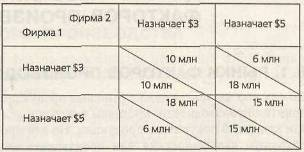 Фирма 2
Фирма 1
Назначает $3
Назначает $5
Назначает $3
10 млн
10 млн
6 млн
18 млн
Назначает $5
18 млн
6 млн
15 млн
15 млн